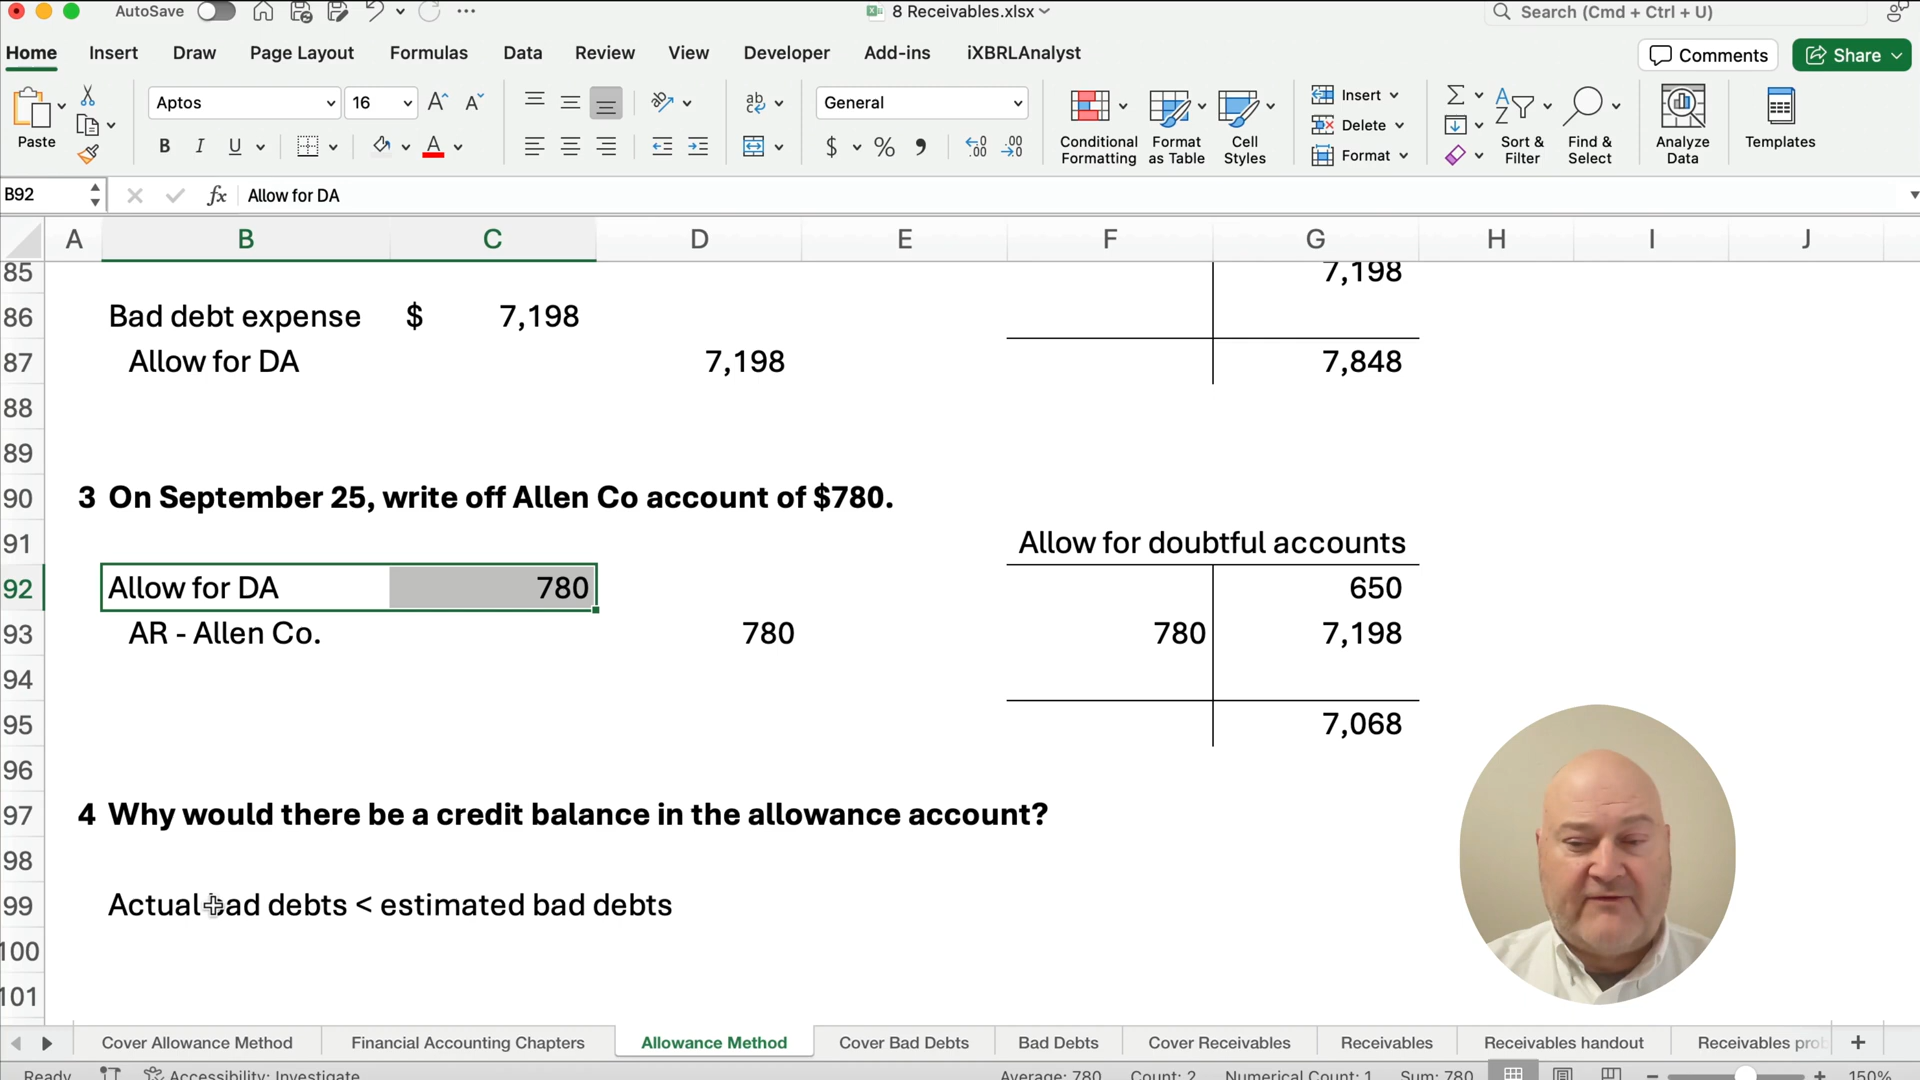 AutoSave
8 Receivables.xlsx
Search (Cmd + Ctrl + U)
Home Insert Draw Page Layout Formulas Data Review View Developer Add-ins iXBRLAnalyst
Comments Share
Paste
Aptos 16
B I U A
General
$ % 9
Conditional Formatting
Format as Table
Cell Styles
Insert
Delete
Format
Sort & Filter
Find & Select
Analyze Data
Templates
B92 fx Allow for DA
A B C D E F G H I J
85 7,198
86 Bad debt expense $ 7,198
87 Allow for DA 7,198 7,848
88
89
90 3 On September 25, write off Allen Co account of $780.
91 Allow for doubtful accounts
92 Allow for DA 780 650
93 AR - Allen Co. 780 780 7,198
94
95 7,068
96
97 4 Why would there be a credit balance in the allowance account?
98
99 Actual bad debts < estimated bad debts
100
101
Cover Allowance Method Financial Accounting Chapters Allowance Method Cover Bad Debts Bad Debts Cover Receivables Receivables Receivables handout Receivables prob
Ready Accessibility: Investigate Average: 780 Count: 2 Numerical Count: 1 Sum: 780 150%